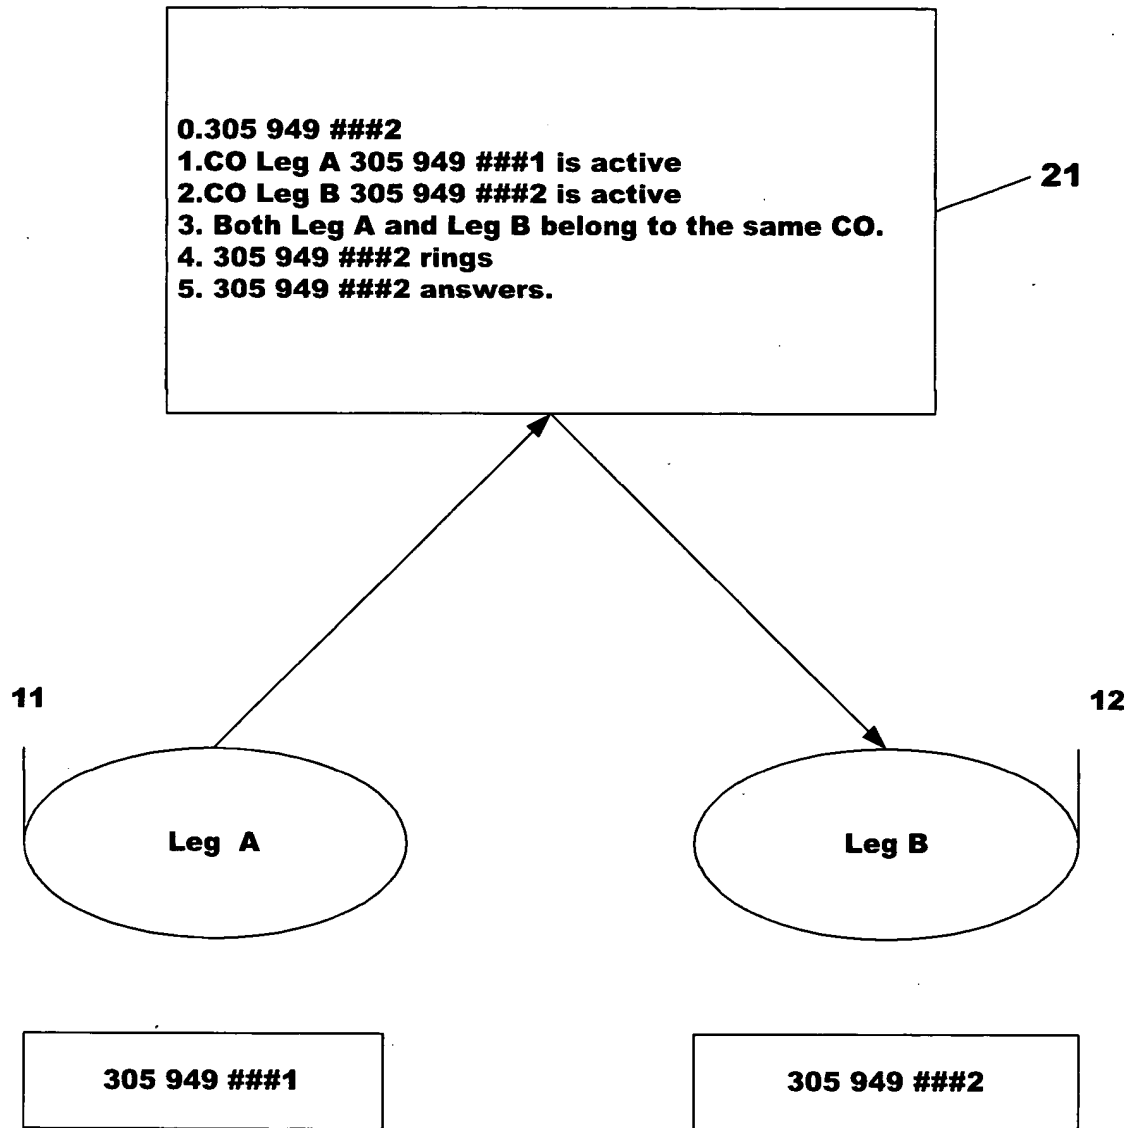 0.305 949 ###2
1.CO Leg A 305 949 ###1 is active
2.CO Leg B 305 949 ###2 is active
3. Both Leg A and Leg B belong to the same CO.
4. 305 949 ###2 rings
5. 305 949 ###2 answers.
21
11
12
Leg A
Leg B
305 949 ###1
305 949 ###2